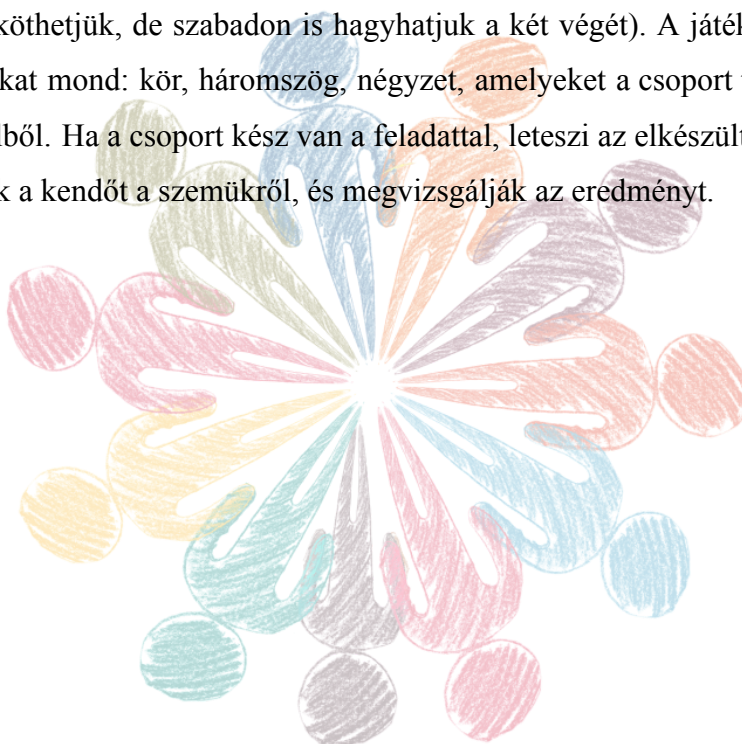 köthetjük, de szabadon is hagyhatjuk a két végét). A játék
kat mond: kör, háromszög, négyzet, amelyeket a csoport
lből. Ha a csoport kész van a feladattal, leteszi az elkészült
k a kendőt a szemükről, és megvizsgálják az eredményt.